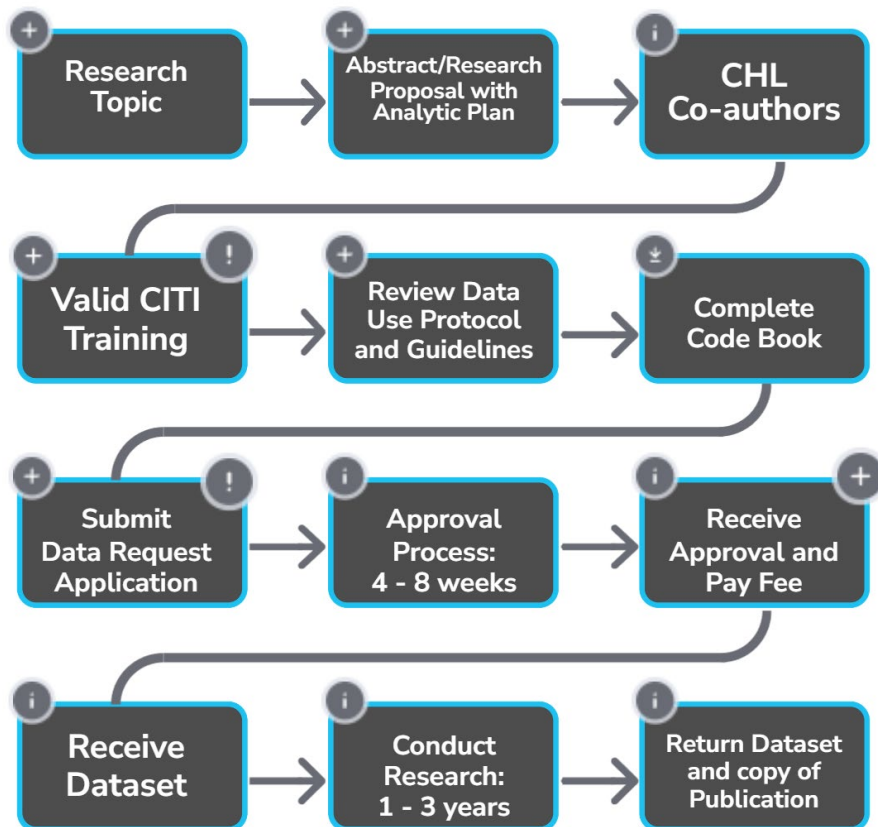 Research
Topic
Abstract/Research
Proposal with
Analytic Plan
CHL
Co-authors
Valid CITI
Training
Review Data
Use Protocol
and Guidelines
Complete
Code Book
Submit
Data Request
Application
Approval
Process:
4 - 8 weeks
Receive
Approval and
Pay Fee
Receive
Dataset
Conduct
Research:
1 - 3 years
Return Dataset
and copy of
Publication